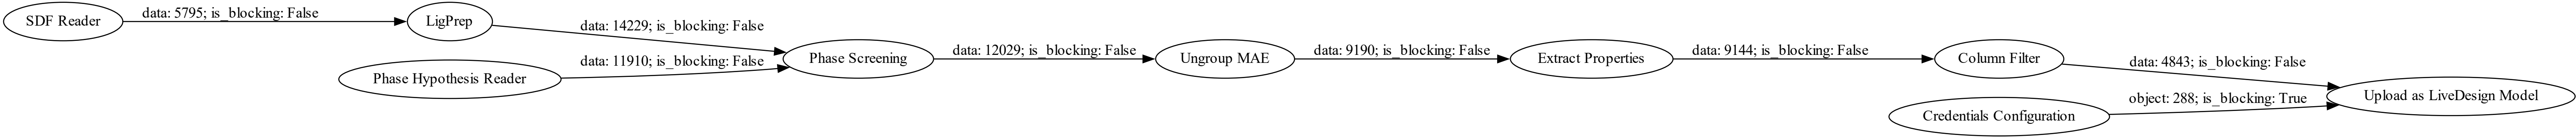 SDF Reader
data: 5795; is_blocking: False
LigPrep
data: 14229; is_blocking: False
Phase Hypothesis Reader
data: 11910; is_blocking: False
Phase Screening
data: 12029; is_blocking: False
Ungroup MAE
data: 9190; is_blocking: False
Extract Properties
data: 9144; is_blocking: False
Column Filter
data: 4843; is_blocking: False
Credentials Configuration
object: 288; is_blocking: True
Upload as LiveDesign Model